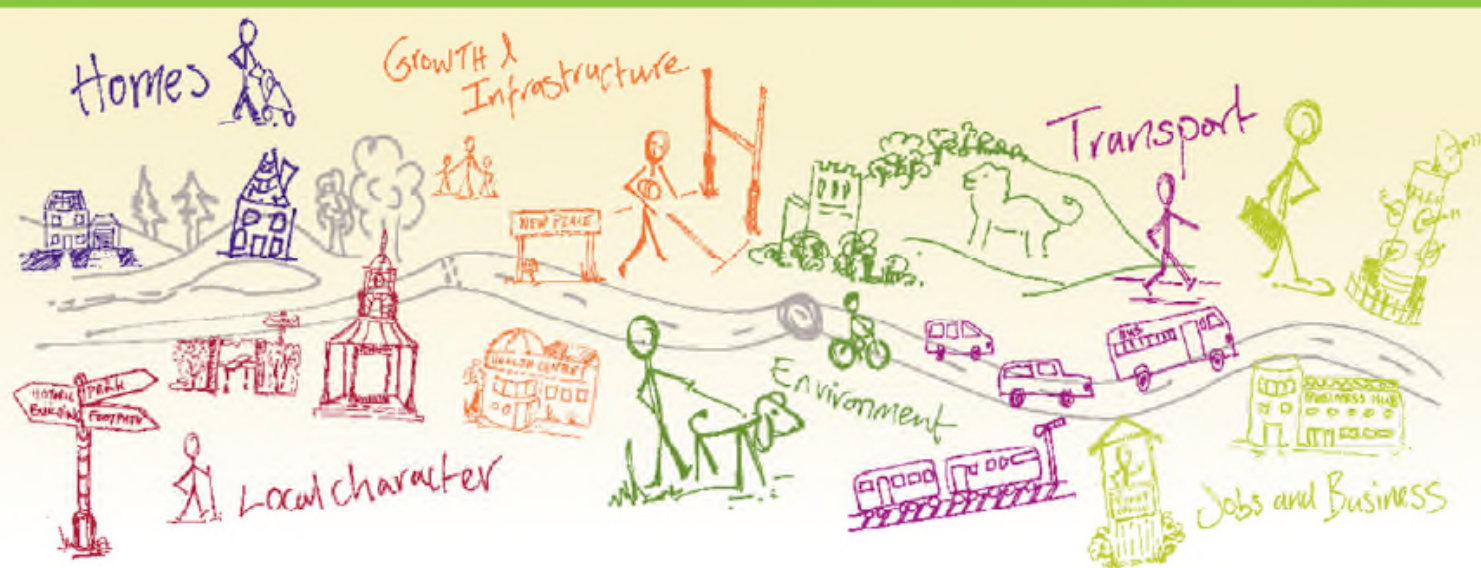 Homes
Growth &
Infrastructure
Transport
NEW PLACE
BUS
HEALTH CENTRE
Environment
HISTORIC
BUILDING
PARK
FOOTPATH
BUSINESS HUB
Local character
Jobs and Business